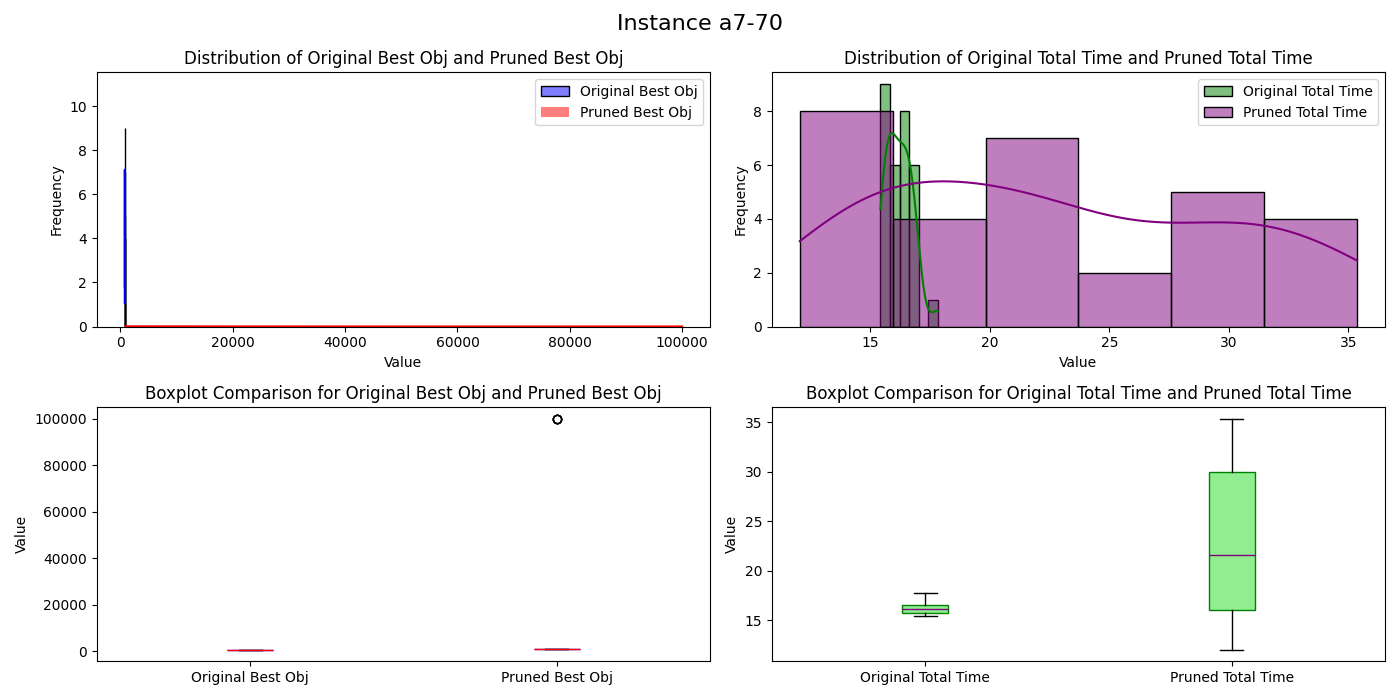 Instance a7-70
Distribution of Original Best Obj and Pruned Best Obj
Original Best Obj
Pruned Best Obj
Frequency
10
8
6
4
2
0
0 20000 40000 60000 80000 100000
Value
Distribution of Original Total Time and Pruned Total Time
Original Total Time
Pruned Total Time
Frequency
8
6
4
2
0
15 20 25 30 35
Value
Boxplot Comparison for Original Best Obj and Pruned Best Obj
Value
100000
80000
60000
40000
20000
0
Original Best Obj Pruned Best Obj
Boxplot Comparison for Original Total Time and Pruned Total Time
Value
35
30
25
20
15
Original Total Time Pruned Total Time